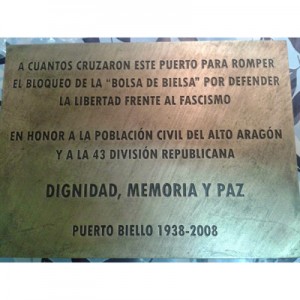 A CUANTOS CRUZARON ESTE PUERTO PARA ROMPER
EL BLOQUEO DE LA "BOLSA DE BIELSA" POR DEFENDER
LA LIBERTAD FRENTE AL FASCISMO
EN HONOR A LA POBLACIÓN CIVIL DEL ALTO ARAGÓN
Y A LA 43 DIVISIÓN REPUBLICANA
DIGNIDAD, MEMORIA Y PAZ
PUERTO BIELLO 1938-2008